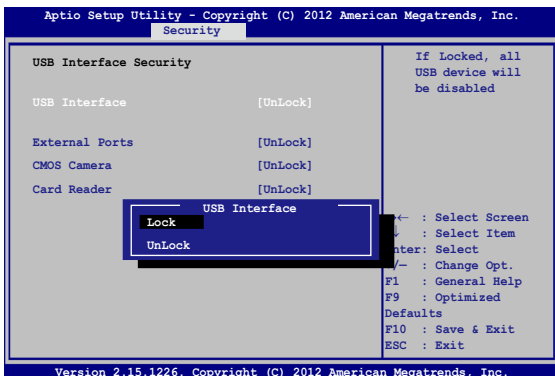 Aptio Setup Utility - Copyright (C) 2012 American Megatrends, Inc.
Security
USB Interface Security
USB Interface [UnLock]
External Ports [UnLock]
CMOS Camera [UnLock]
Card Reader [UnLock]
USB Interface
Lock
UnLock
If Locked, all
USB device will
be disabled
← : Select Screen
↓ : Select Item
nter: Select
/— : Change Opt.
F1 : General Help
F9 : Optimized
Defaults
F10 : Save & Exit
ESC : Exit
Version 2.15.1226. Copyright (C) 2012 American Megatrends, Inc.